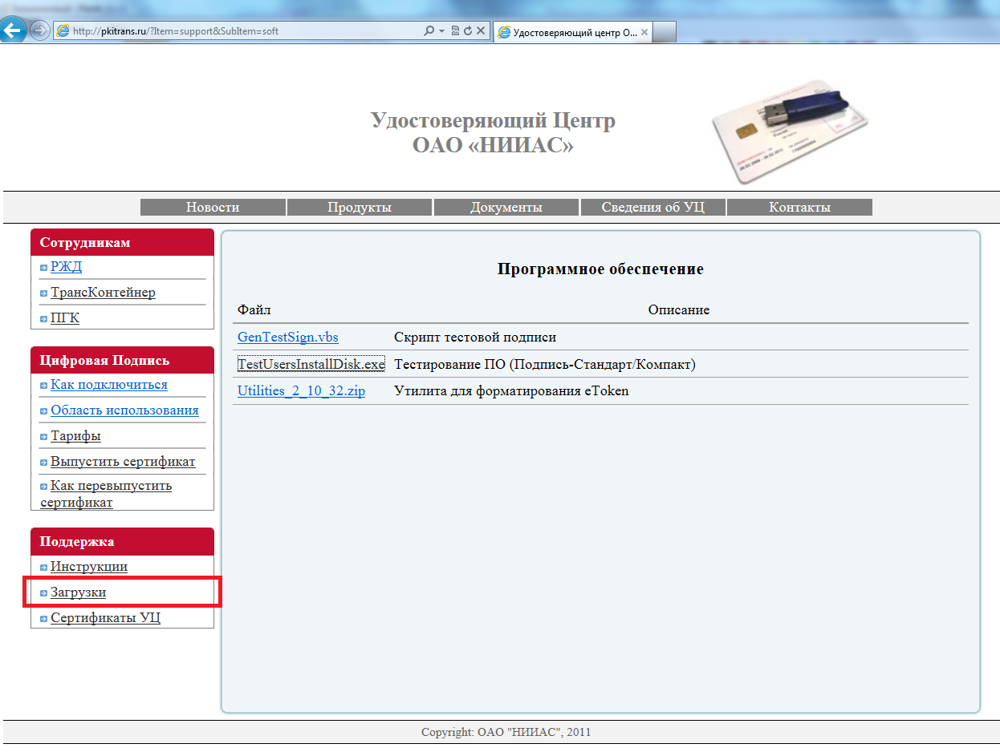 http://pkitrans.ru/?Item=support&SubItem=soft
Удостоверяющий центр О...
Удостоверяющий Центр
ОАО «НИИАС»
Новости Продукты Документы Сведения об УЦ Контакты
Сотрудникам
РЖД
ТрансКонтейнер
ПГК
Цифровая Подпись
Как подключиться
Область использования
Тарифы
Выпустить сертификат
Как перевыпустить
сертификат
Поддержка
Инструкции
Загрузки
Сертификаты УЦ
Программное обеспечение
Файл Описание
GenTestSign.vbs Скрипт тестовой подписи
TestUsersInstallDisk.exe Тестирование ПО (Подпись-Стандарт/Компакт)
Utilities_2_10_32.zip Утилита для форматирования eToken
Copyright: ОАО "НИИАС", 2011